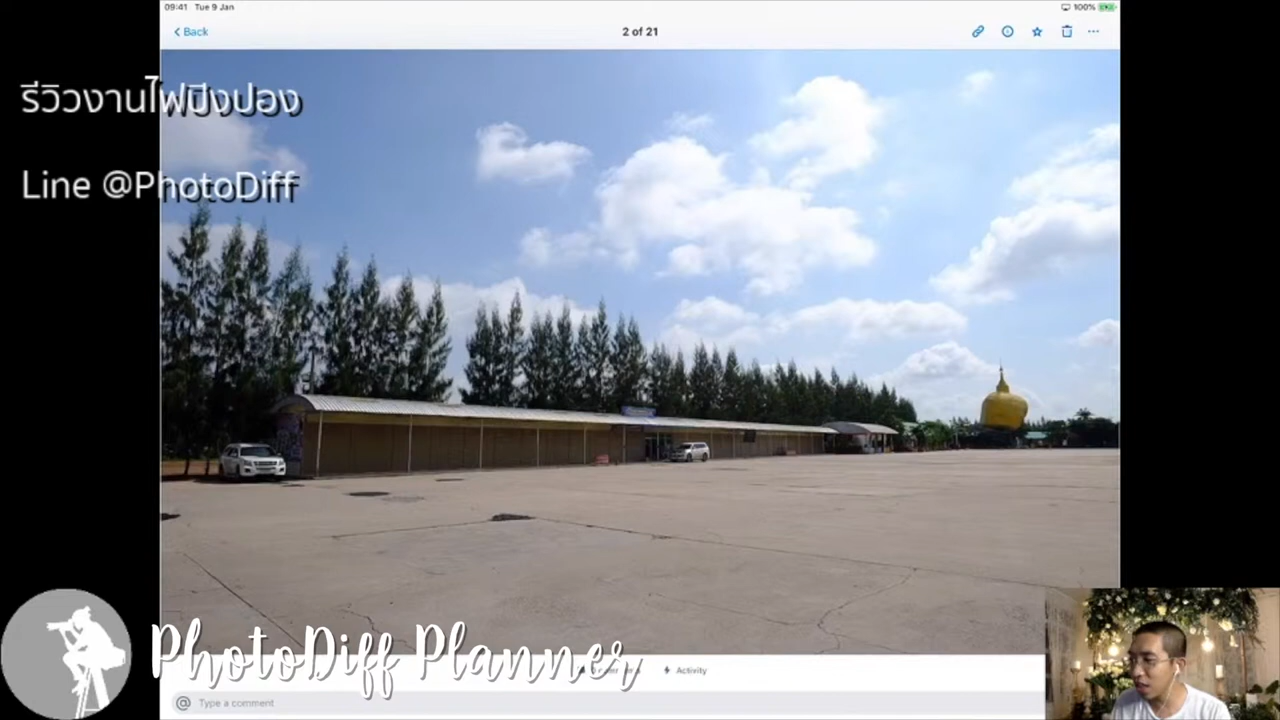 09:41 Tue 9 Jan
100%
Back
2 of 21
รีวิวงานไฟปิงปอง
Line @PhotoDiff
PhotoDiff Planner
Activity
@ Type a comment